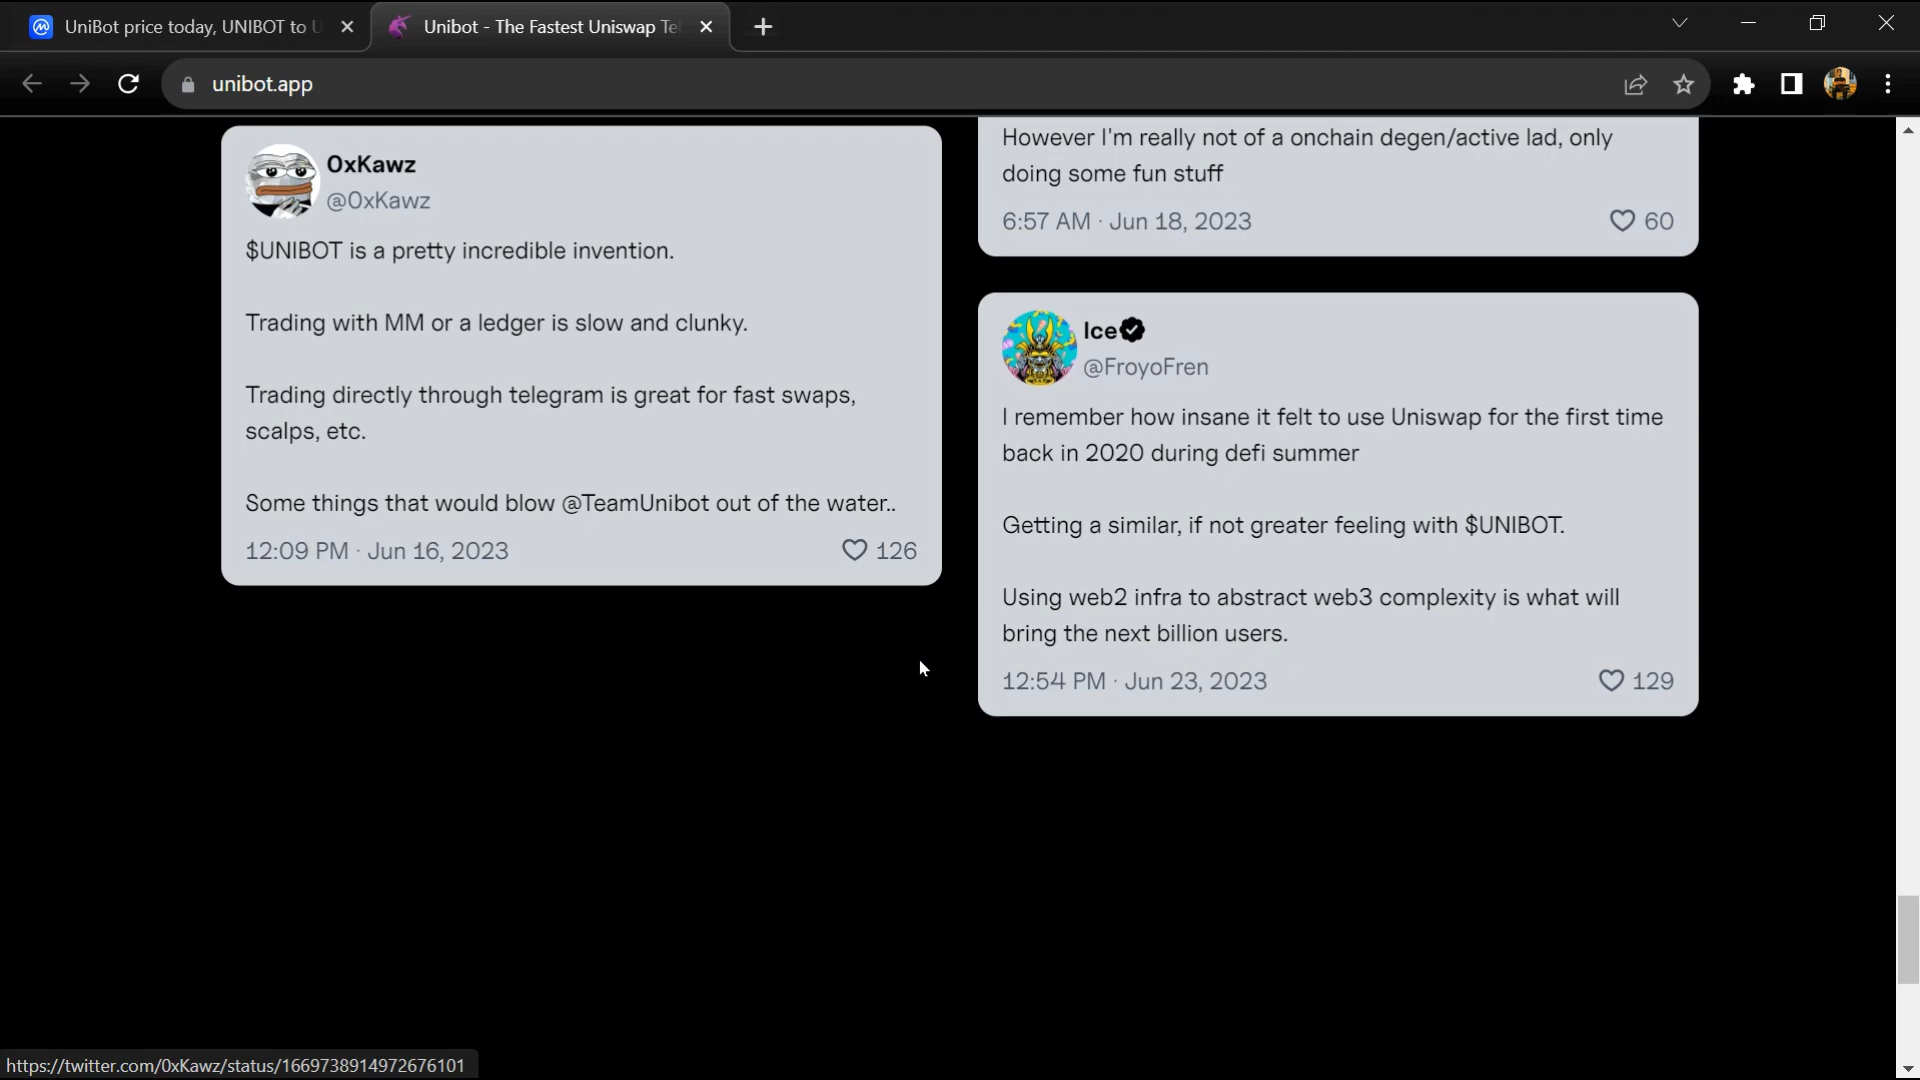 UniBot price today, UNIBOT to U
Unibot - The Fastest Uniswap Tel
unibot.app
0xKawz
@0xKawz
$UNIBOT is a pretty incredible invention.
Trading with MM or a ledger is slow and clunky.
Trading directly through telegram is great for fast swaps,
scalps, etc.
Some things that would blow @TeamUnibot out of the water..
12:09 PM · Jun 16, 2023
126
However I'm really not of a onchain degen/active lad, only
doing some fun stuff
6:57 AM · Jun 18, 2023
60
Ice
@FroyoFren
I remember how insane it felt to use Uniswap for the first time
back in 2020 during defi summer
Getting a similar, if not greater feeling with $UNIBOT.
Using web2 infra to abstract web3 complexity is what will
bring the next billion users.
12:54 PM · Jun 23, 2023
129
https://twitter.com/0xKawz/status/1669738914972676101